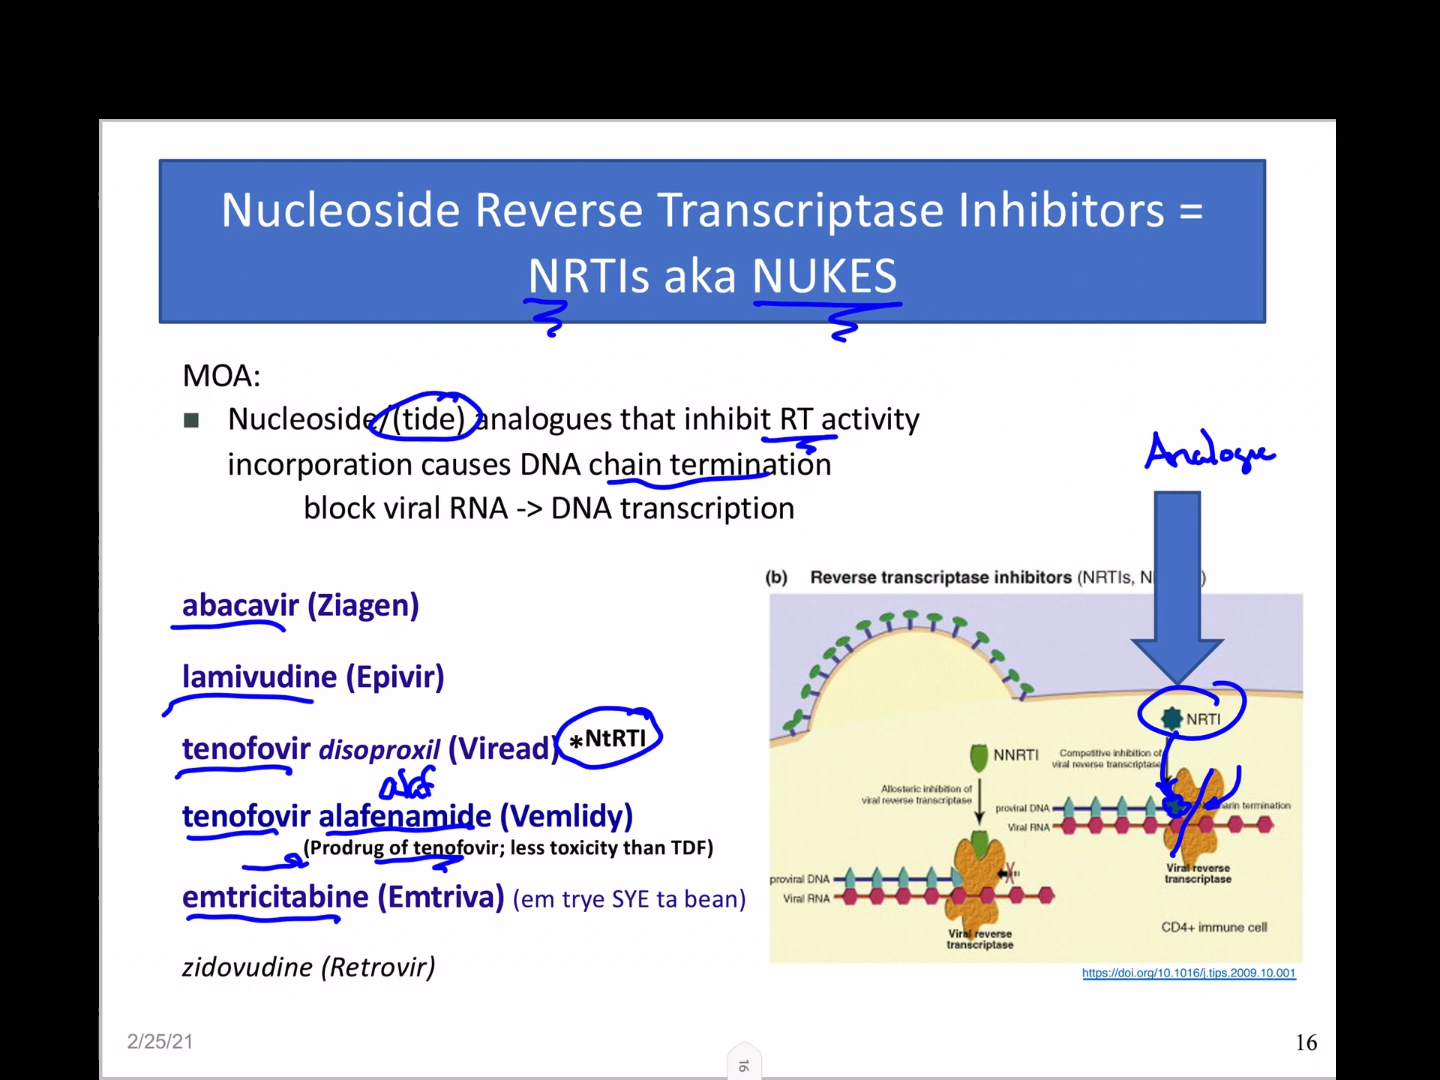 Nucleoside Reverse Transcriptase Inhibitors =
NRTIs aka NUKES
MOA:
Nucleoside/(tide) analogues that inhibit RT activity
incorporation causes DNA chain termination
block viral RNA -> DNA transcription
Analogue
abacavir (Ziagen)
lamivudine (Epivir)
tenofovir disoproxil (Viread) *NtRTI
tenofovir alafenamide (Vemlidy)
(Prodrug of tenofovir; less toxicity than TDF)
emtricitabine (Emtriva) (em trye SYE ta bean)
zidovudine (Retrovir)
(b) Reverse transcriptase inhibitors (NRTIs, N )
NRTI
NNRTI
Competitive inhibition of
viral reverse transcriptase
Allosteric inhibition of
viral reverse transcriptase
proviral DNA
termination
Viral RNA
Viral reverse
transcriptase
proviral DNA
Viral RNA
Viral reverse
transcriptase
CD4+ immune cell
https://doi.org/10.1016/j.tips.2009.10.001
2/25/21
16
16